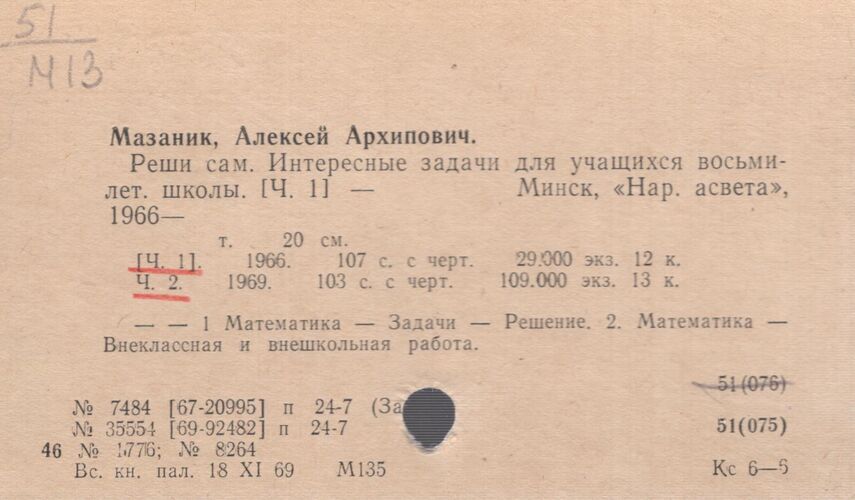 51
М13
Мазаник, Алексей Архипович.
Реши сам. Интересные задачи для учащихся восьми-
лет. школы. [Ч. 1] — Минск, «Нар. асвета»,
1966—
т. 20 см.
[Ч. 1]. 1966. 107 с. с черт. 29.000 экз. 12 к.
Ч. 2. 1969. 103 с. с черт. 109.000 экз. 13 к.
— — 1 Математика — Задачи — Решение. 2. Математика —
Внеклассная и внешкольная работа.
51(076)
№ 7484 [67-20995] п 24-7 (За
№ 35554 [69-92482] п 24-7 51(075)
46 № 1776; № 8264
Вс. кн. пал. 18 XI 69 М135 Кс 6—6